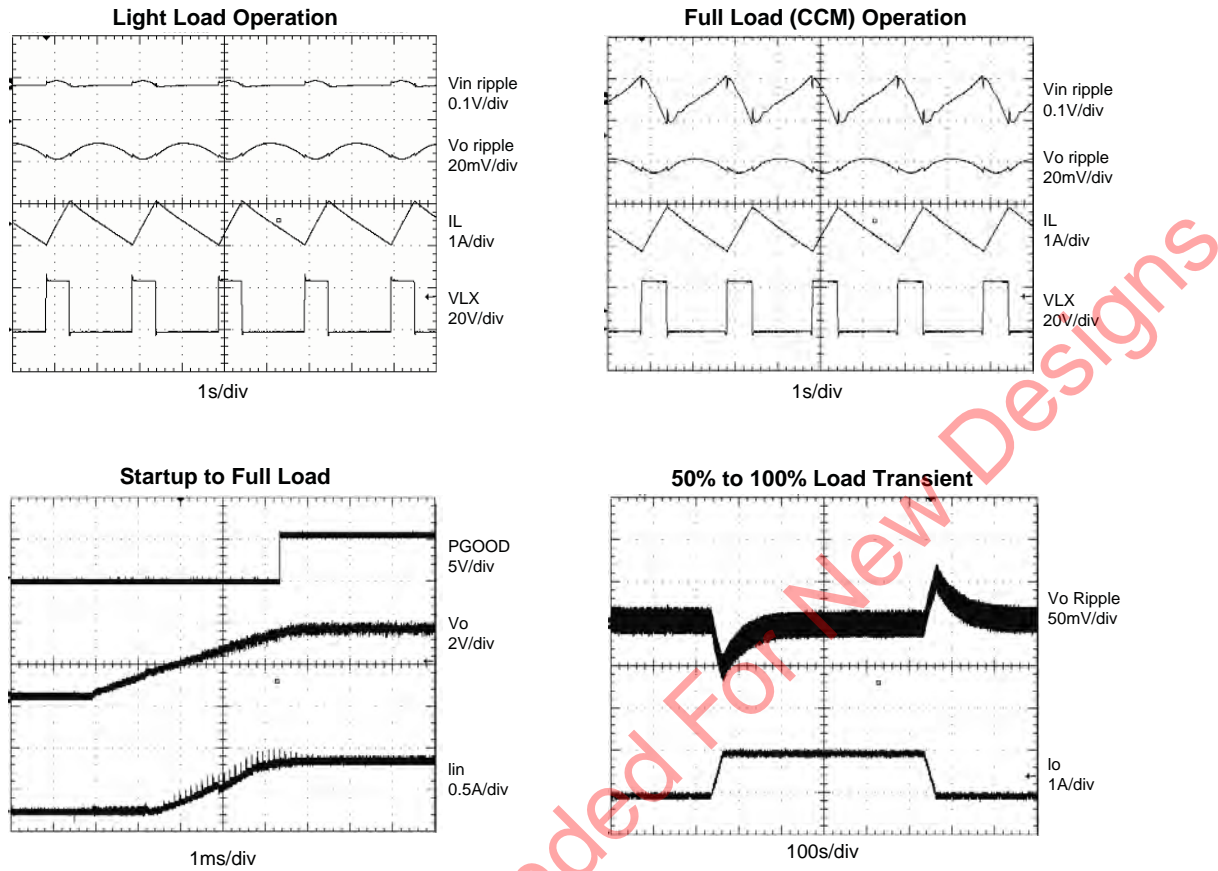 Light Load Operation
Vin ripple
0.1V/div
Vo ripple
20mV/div
IL
1A/div
VLX
20V/div
1s/div
Full Load (CCM) Operation
Vin ripple
0.1V/div
Vo ripple
20mV/div
IL
1A/div
VLX
20V/div
1s/div
Startup to Full Load
PGOOD
5V/div
Vo
2V/div
Iin
0.5A/div
1ms/div
50% to 100% Load Transient
Vo Ripple
50mV/div
Io
1A/div
100s/div
ded For New Designs